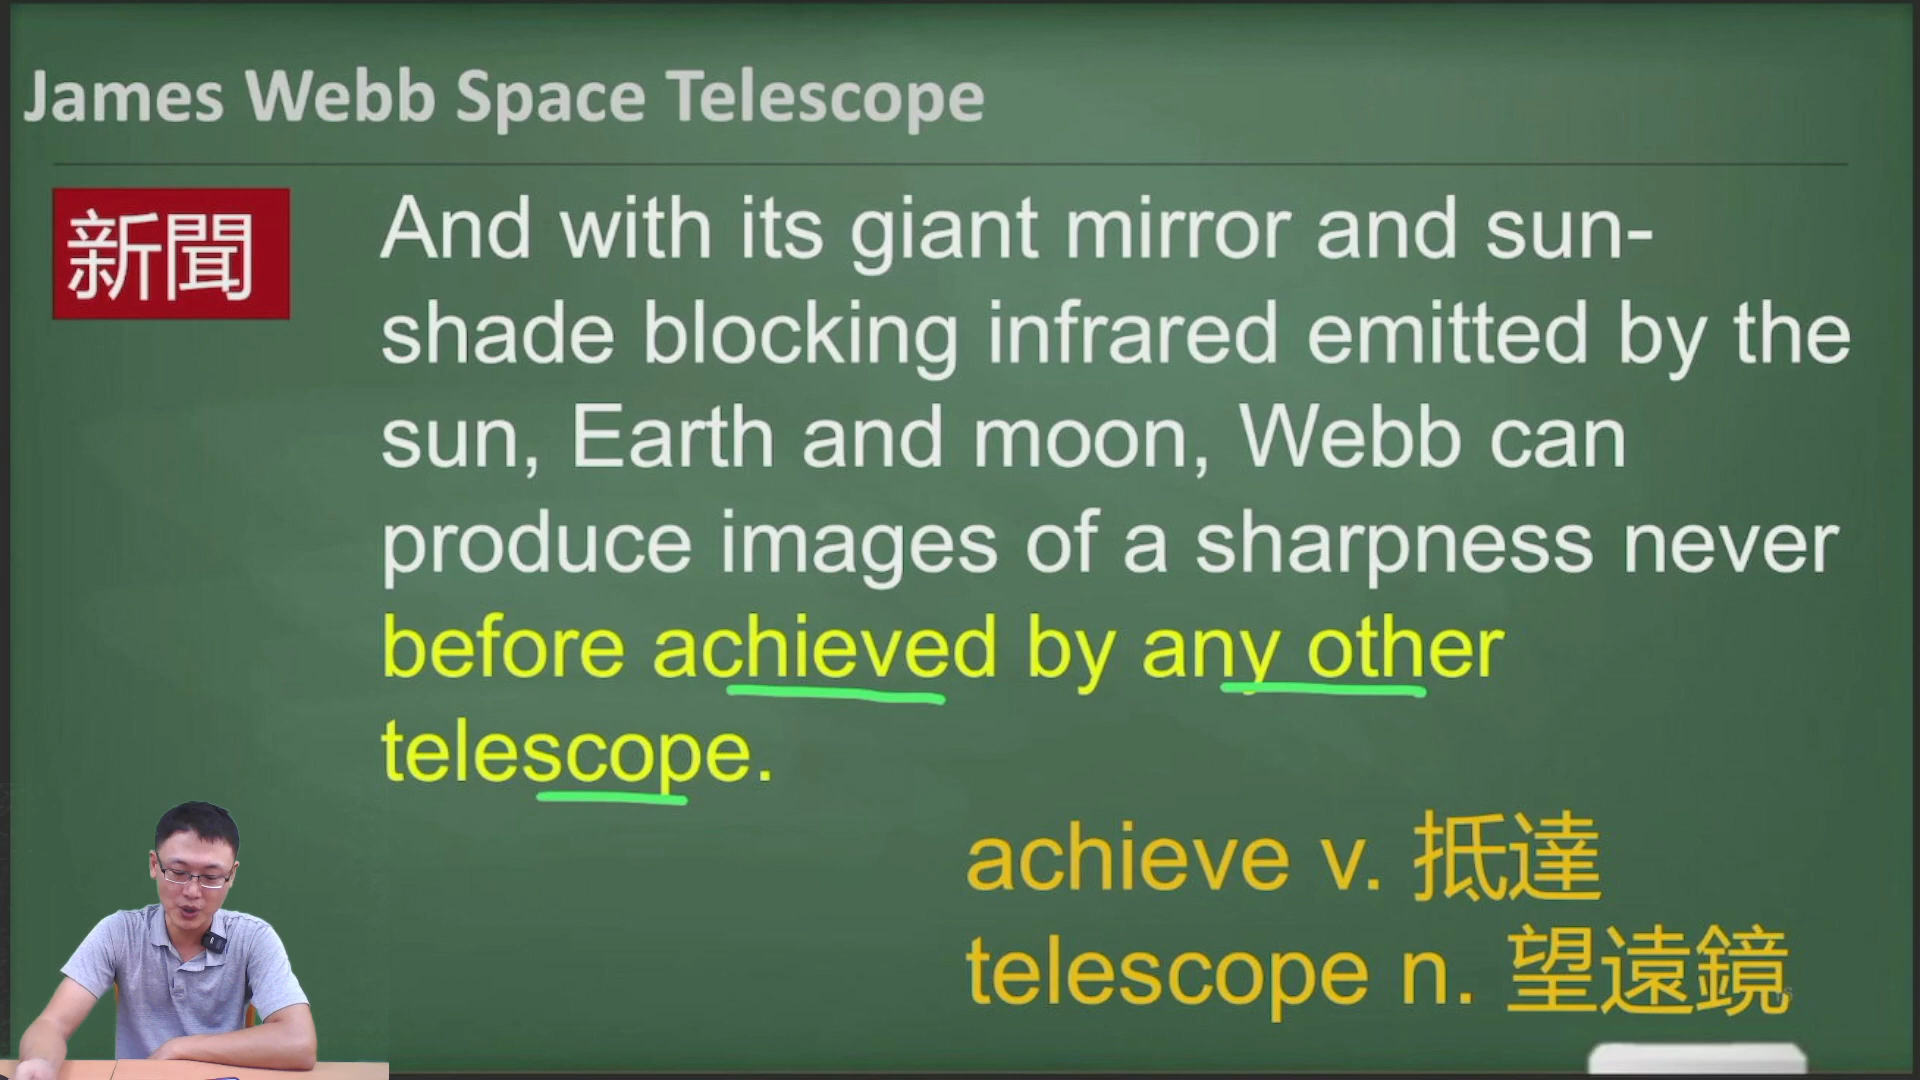 James Webb Space Telescope
新聞
And with its giant mirror and sun-
shade blocking infrared emitted by the
sun, Earth and moon, Webb can
produce images of a sharpness never
before achieved by any other
telescope.
achieve v. 抵達
telescope n. 望遠鏡